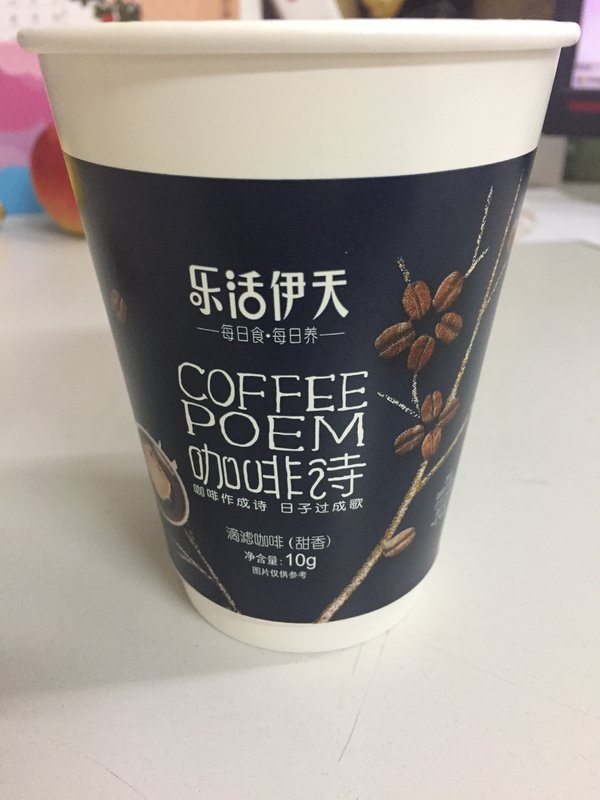 乐活伊天
每日食•每日养
COFFEE
POEM
咖啡诗
咖啡作成诗 日子过成歌
滴滤咖啡(甜香)
净含量:10g
图片仅供参考